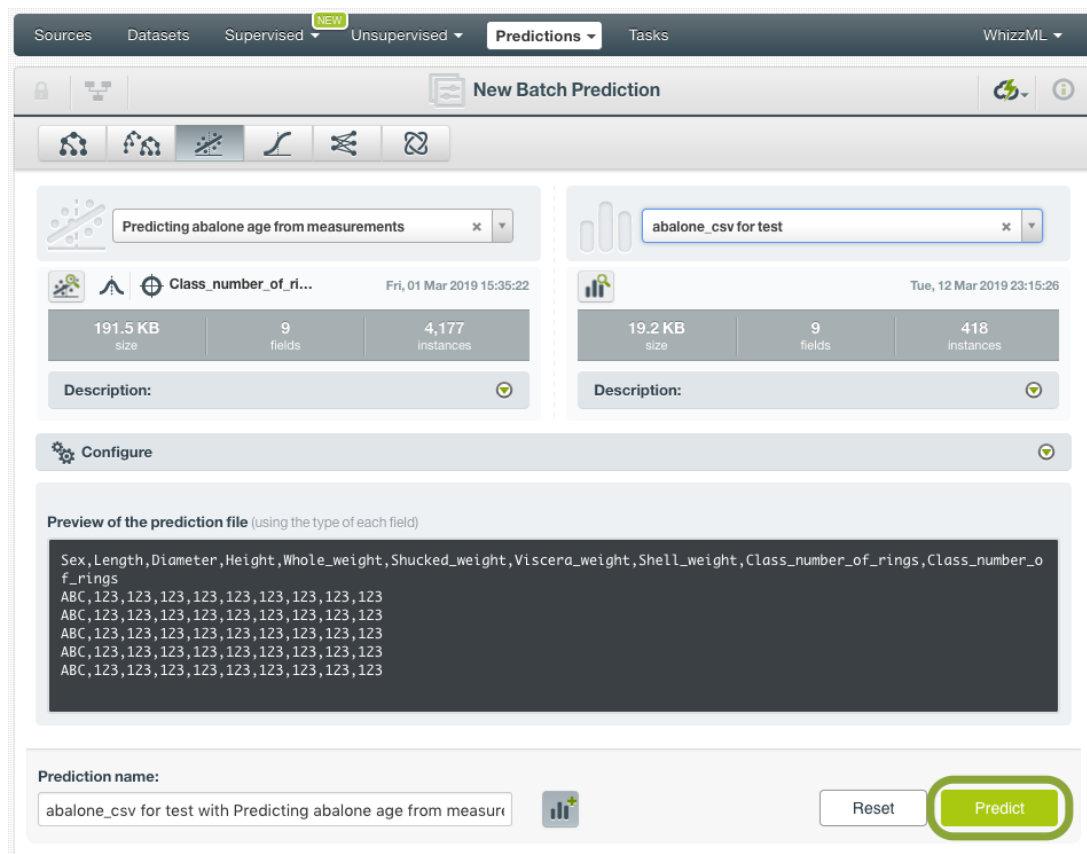 NEW
Sources Datasets Supervised Unsupervised Predictions Tasks WhizzML
New Batch Prediction
Predicting abalone age from measurements
abalone_csv for test
Class_number_of_ri... Fri, 01 Mar 2019 15:35:22
Tue, 12 Mar 2019 23:15:26
191.5 KB 9 4,177
size fields instances
19.2 KB 9 418
size fields instances
Description:
Description:
Configure
Preview of the prediction file (using the type of each field)
Sex,Length,Diameter,Height,Whole_weight,Shucked_weight,Viscera_weight,Shell_weight,Class_number_of_rings,Class_number_o
f_rings
ABC,123,123,123,123,123,123,123,123,123
ABC,123,123,123,123,123,123,123,123,123
ABC,123,123,123,123,123,123,123,123,123
ABC,123,123,123,123,123,123,123,123,123
ABC,123,123,123,123,123,123,123,123,123
Prediction name:
abalone_csv for test with Predicting abalone age from measure
Reset Predict